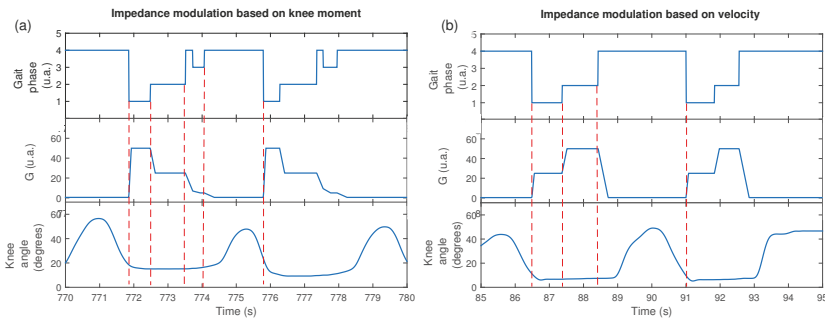 Impedance modulation based on knee moment
(a)
5
4
3
2
1
Gait
phase
(u.a.)
60
40
20
0
G (u.a.)
60
40
20
0
Knee
angle
(degrees)
770 771 772 773 774 775 776 777 778 779 780
Time (s)
Impedance modulation based on velocity
(b)
5
4
3
2
1
Gait
phase
(u.a.)
60
40
20
0
G (u.a.)
60
40
20
0
Knee
angle
(degrees)
85 86 87 88 89 90 91 92 93 94 95
Time (s)